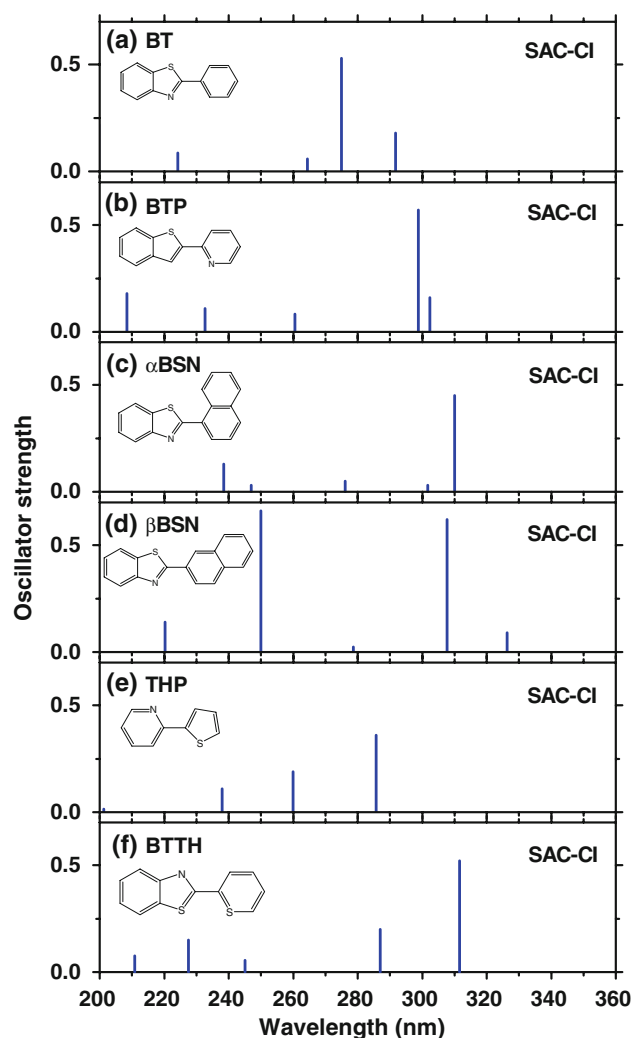 (a) BT
SAC-CI
S
N
0.5
0.0
(b) BTP
SAC-CI
S
N
0.5
0.0
(c) αBSN
SAC-CI
S
N
0.5
0.0
(d) βBSN
SAC-CI
S
N
0.5
0.0
(e) THP
SAC-CI
N
S
0.5
0.0
(f) BTTH
SAC-CI
N
S
S
0.5
0.0
200 220 240 260 280 300 320 340 360
Wavelength (nm)
Oscillator strength